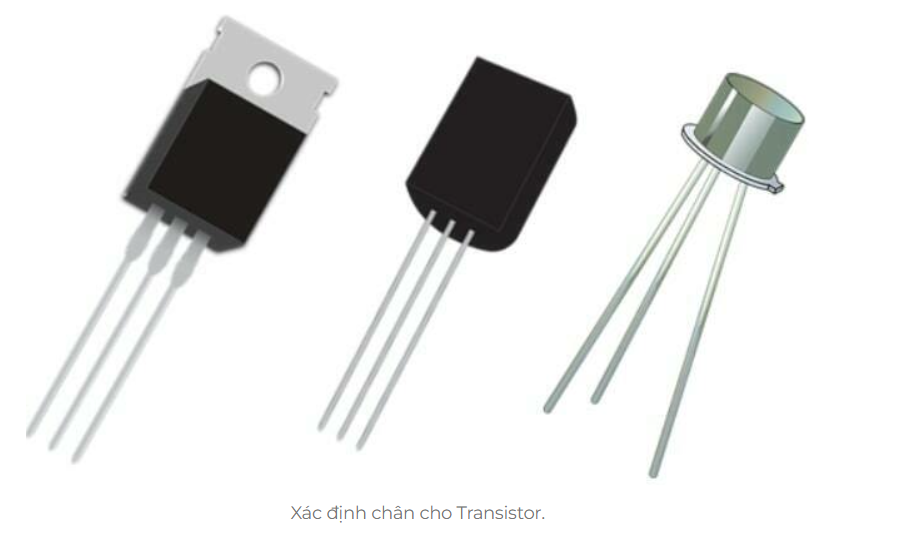 Xác định chân cho Transistor.